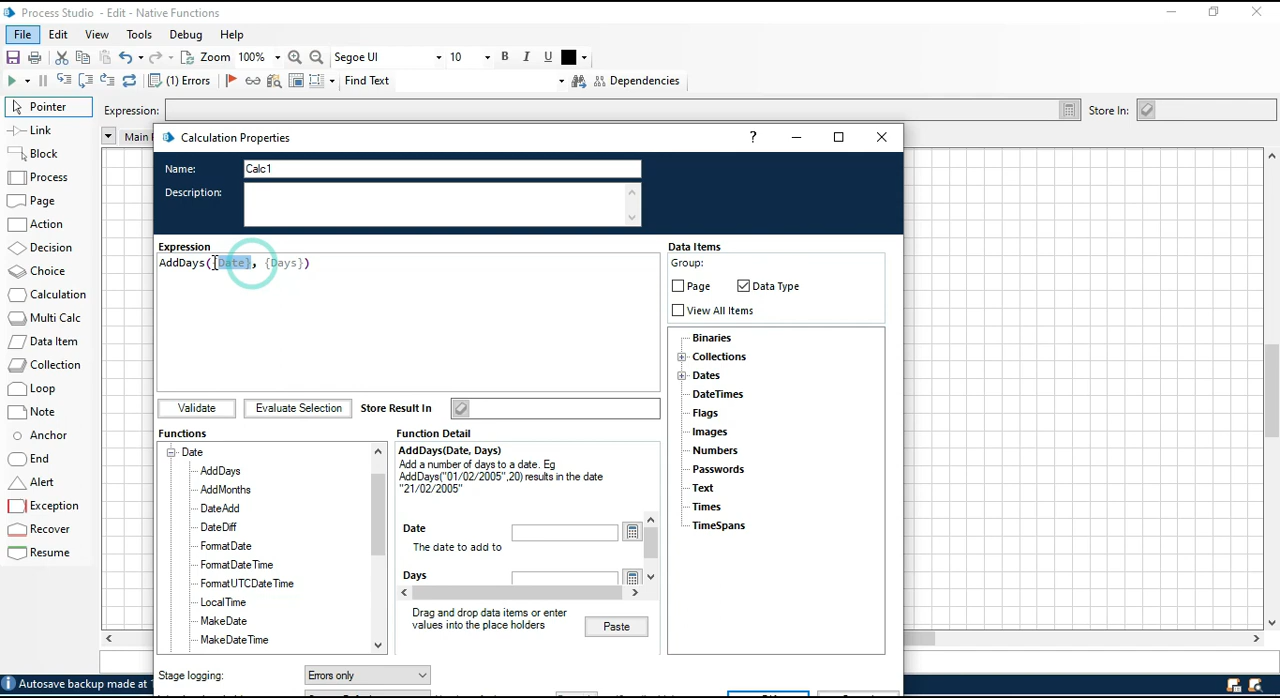 Process Studio - Edit - Native Functions
File Edit View Tools Debug Help
Zoom 100% Segoe UI 10 B I U
(1) Errors Find Text Dependencies
Pointer Expression: Store In:
Link
Block
Process
Page
Action
Decision
Choice
Calculation
Multi Calc
Data Item
Collection
Loop
Note
Anchor
End
Alert
Exception
Recover
Resume
Main
Calculation Properties ?
Name: Calc1
Description:
Expression
AddDays({Date}, {Days})
Validate Evaluate Selection Store Result In
Functions
Date
AddDays
AddMonths
DateAdd
DateDiff
FormatDate
FormatDateTime
FormatUTCDateTime
LocalTime
MakeDate
MakeDateTime
Function Detail
AddDays(Date, Days)
Add a number of days to a date. Eg
AddDays("01/02/2005",20) results in the date
"21/02/2005"
Date
The date to add to
Days
Drag and drop data items or enter
values into the place holders
Paste
Data Items
Group:
Page Data Type
View All Items
Binaries
Collections
Dates
DateTimes
Flags
Images
Numbers
Passwords
Text
Times
TimeSpans
Stage logging: Errors only
Autosave backup made at